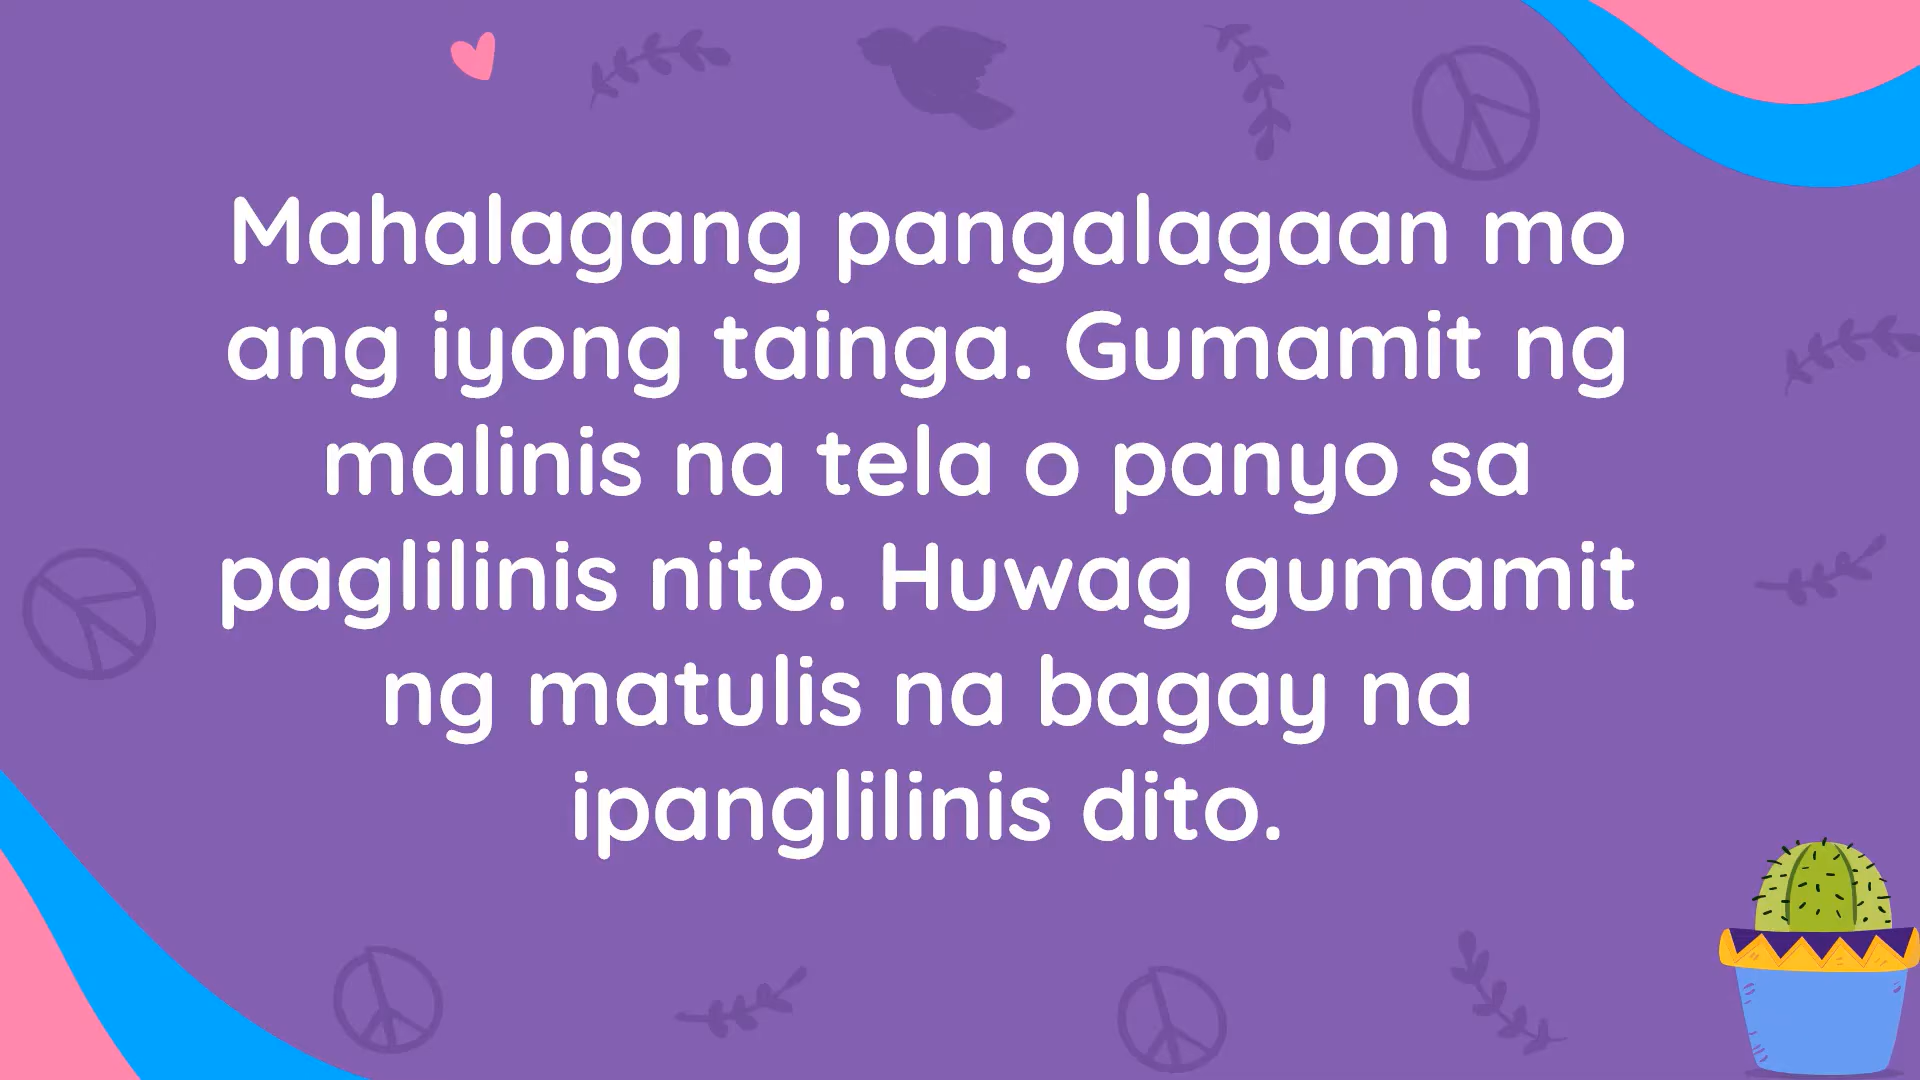 Mahalagang pangalagaan mo
ang iyong tainga. Gumamit ng
malinis na tela o panyo sa
paglilinis nito. Huwag gumamit
ng matulis na bagay na
ipanglilinis dito.